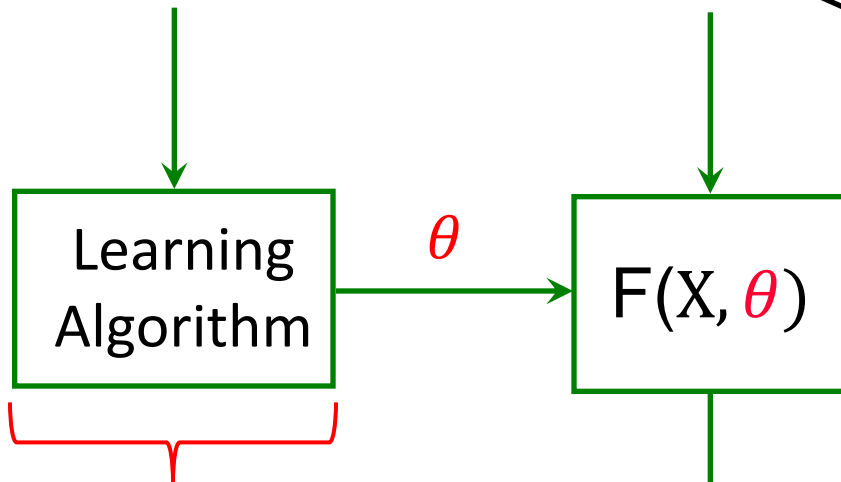 Learning
Algorithm
θ
F(X, θ)